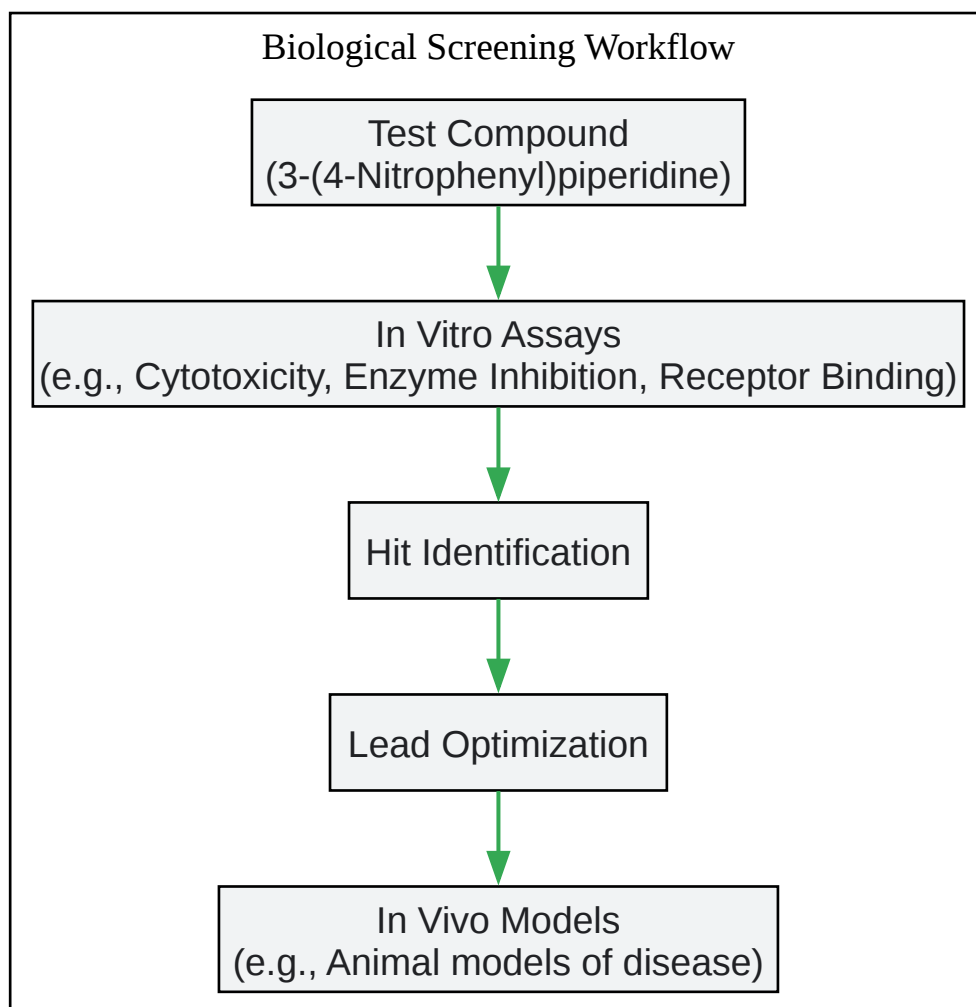 Biological Screening Workflow
Test Compound
(3-(4-Nitrophenyl)piperidine)
In Vitro Assays
(e.g., Cytotoxicity, Enzyme Inhibition, Receptor Binding)
Hit Identification
Lead Optimization
In Vivo Models
(e.g., Animal models of disease)